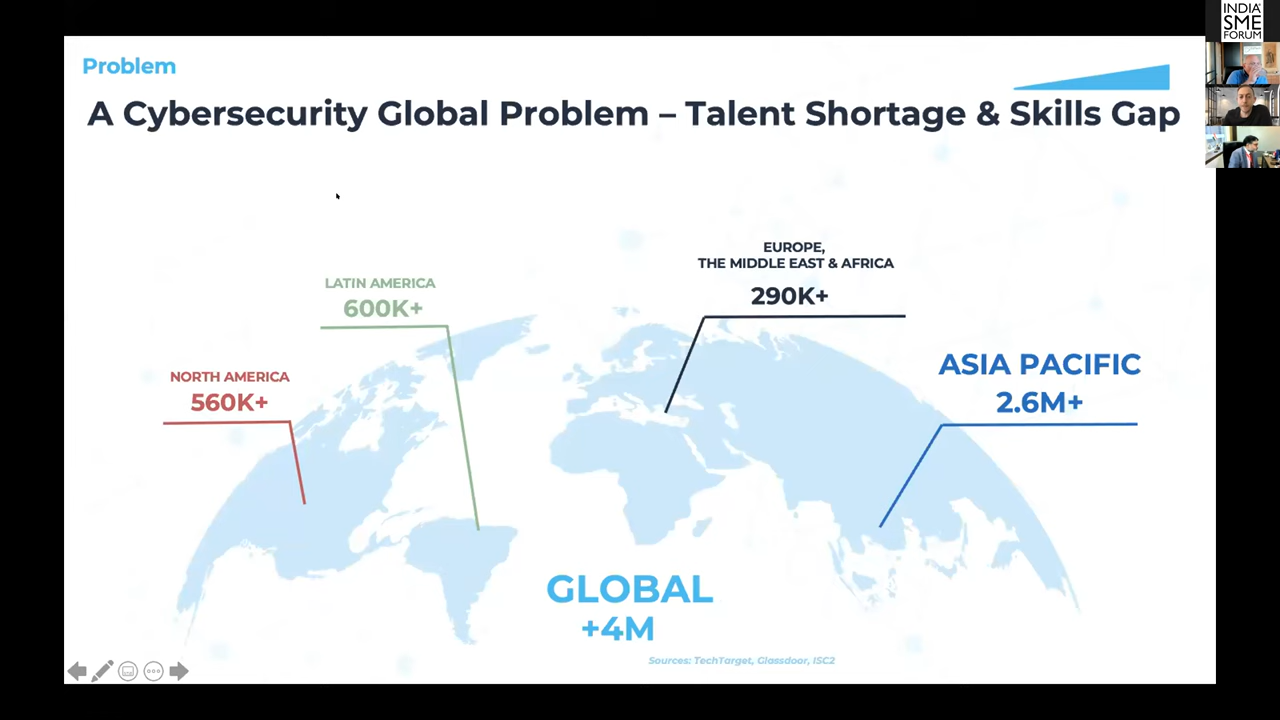 INDIA
SME
FORUM
Problem
A Cybersecurity Global Problem – Talent Shortage & Skills Gap
EUROPE,
THE MIDDLE EAST & AFRICA
290K+
LATIN AMERICA
600K+
ASIA PACIFIC
2.6M+
NORTH AMERICA
560K+
GLOBAL
+4M
Sources: TechTarget, Glassdoor, ISC2